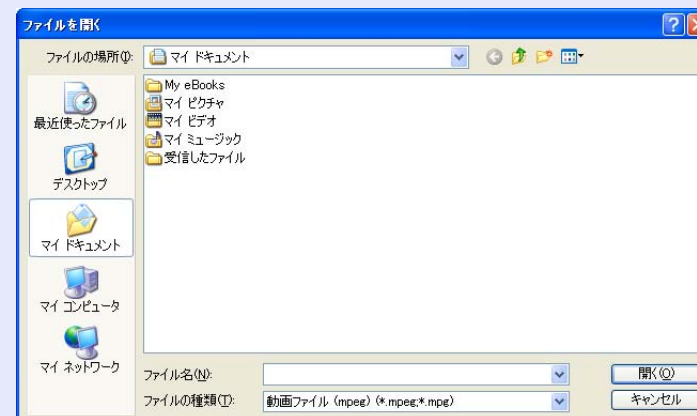 ファイルを開く
ファイルの場所(I):
マイ ドキュメント
最近使ったファイル
デスクトップ
マイ ドキュメント
マイ コンピュータ
マイ ネットワーク
My eBooks
マイ ピクチャ
マイ ビデオ
マイ ミュージック
受信したファイル
ファイル名(N):
開く(O)
ファイルの種類(T):
動画ファイル (mpeg) (*.mpeg;*.mpg)
キャンセル